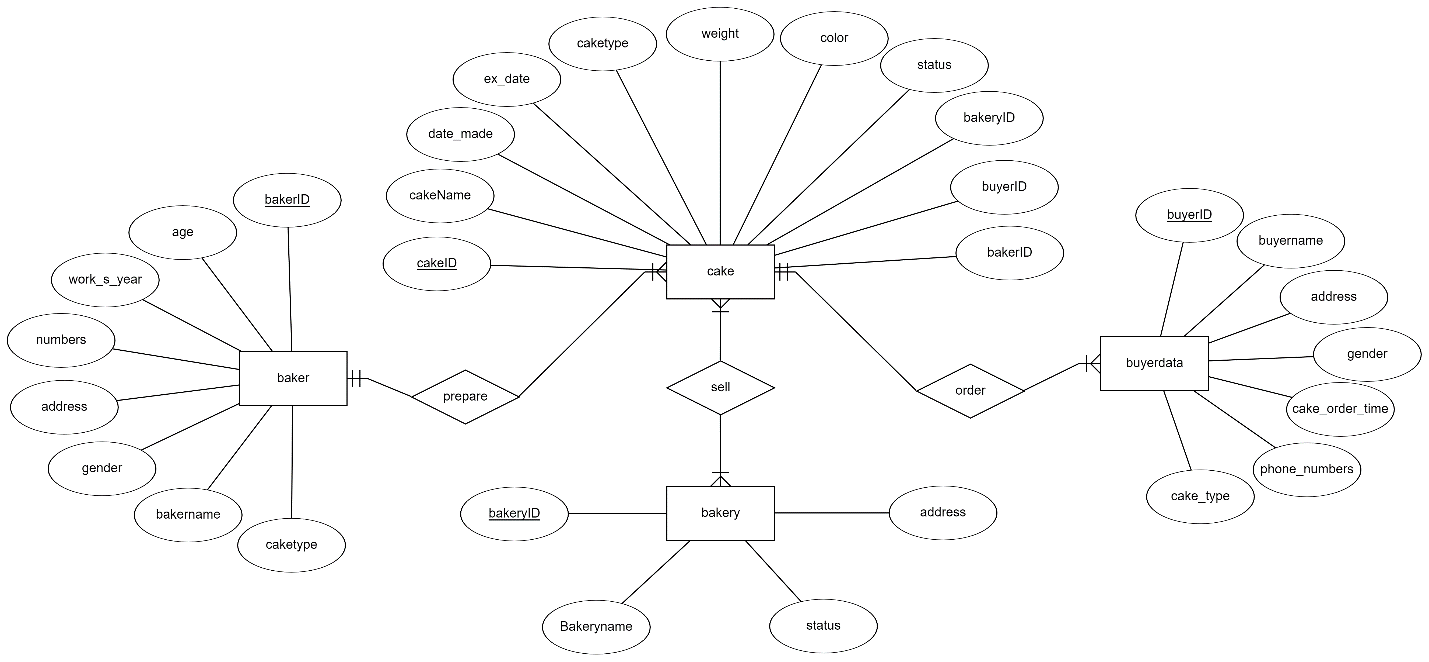 weight
color
caketype
status
ex_date
bakeryID
date_made
buyerID
cakeName
bakerID
cakeID
cake
bakerID
age
work_s_year
numbers
address
gender
bakername
caketype
baker
prepare
sell
order
buyerID
buyername
address
gender
cake_order_time
phone_numbers
cake_type
buyerdata
bakeryID
bakery
address
Bakeryname
status